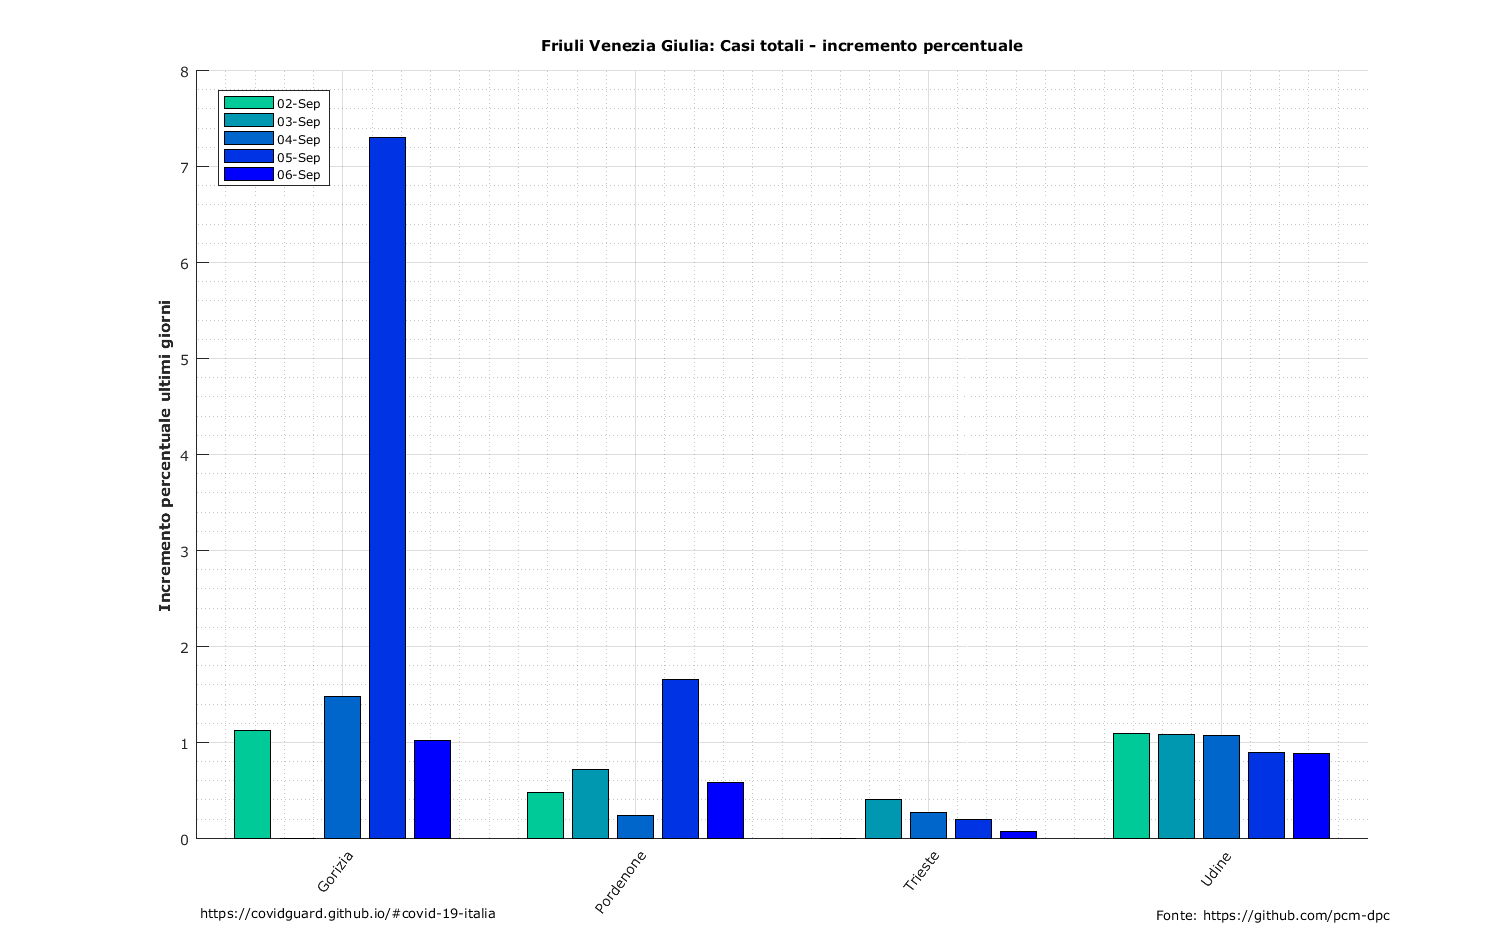 Friuli Venezia Giulia: Casi totali - incremento percentuale
8
7
6
5
4
3
2
1
0
Incremento percentuale ultimi giorni
02-Sep
03-Sep
04-Sep
05-Sep
06-Sep
Gorizia
Pordenone
Trieste
Udine
https://covidguard.github.io/#covid-19-italia
Fonte: https://github.com/pcm-dpc